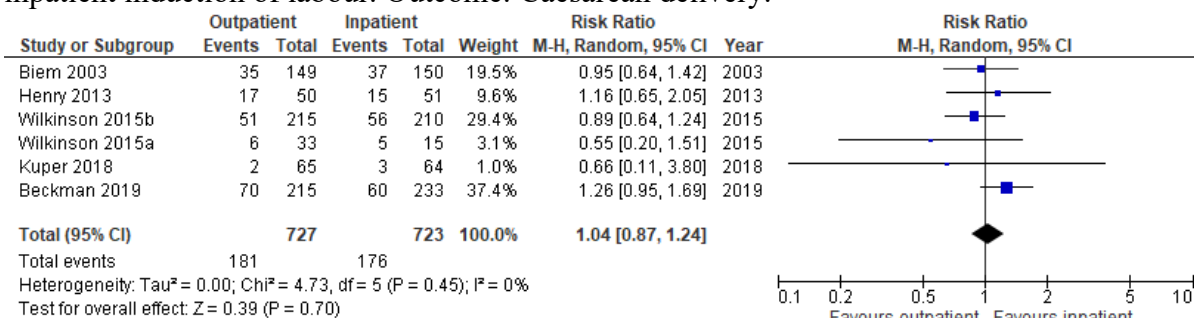 inpatient induction of labour. Outcome: Caesarean delivery.
Outpatient Inpatient Risk Ratio Risk Ratio
Study or Subgroup Events Total Events Total Weight M-H, Random, 95% CI Year M-H, Random, 95% CI
Biem 2003 35 149 37 150 19.5% 0.95 [0.64, 1.42] 2003
Henry 2013 17 50 15 51 9.6% 1.16 [0.65, 2.05] 2013
Wilkinson 2015b 51 215 56 210 29.4% 0.89 [0.64, 1.24] 2015
Wilkinson 2015a 6 33 5 15 3.1% 0.55 [0.20, 1.51] 2015
Kuper 2018 2 65 3 64 1.0% 0.66 [0.11, 3.80] 2018
Beckman 2019 70 215 60 233 37.4% 1.26 [0.95, 1.69] 2019
Total (95% CI) 727 723 100.0% 1.04 [0.87, 1.24]
Total events 181 176
Heterogeneity: Tau² = 0.00; Chi² = 4.73, df = 5 (P = 0.45); I² = 0%
Test for overall effect: Z = 0.39 (P = 0.70)
0.1 0.2 0.5 1 2 5 10
Favours outpatient Favours inpatient